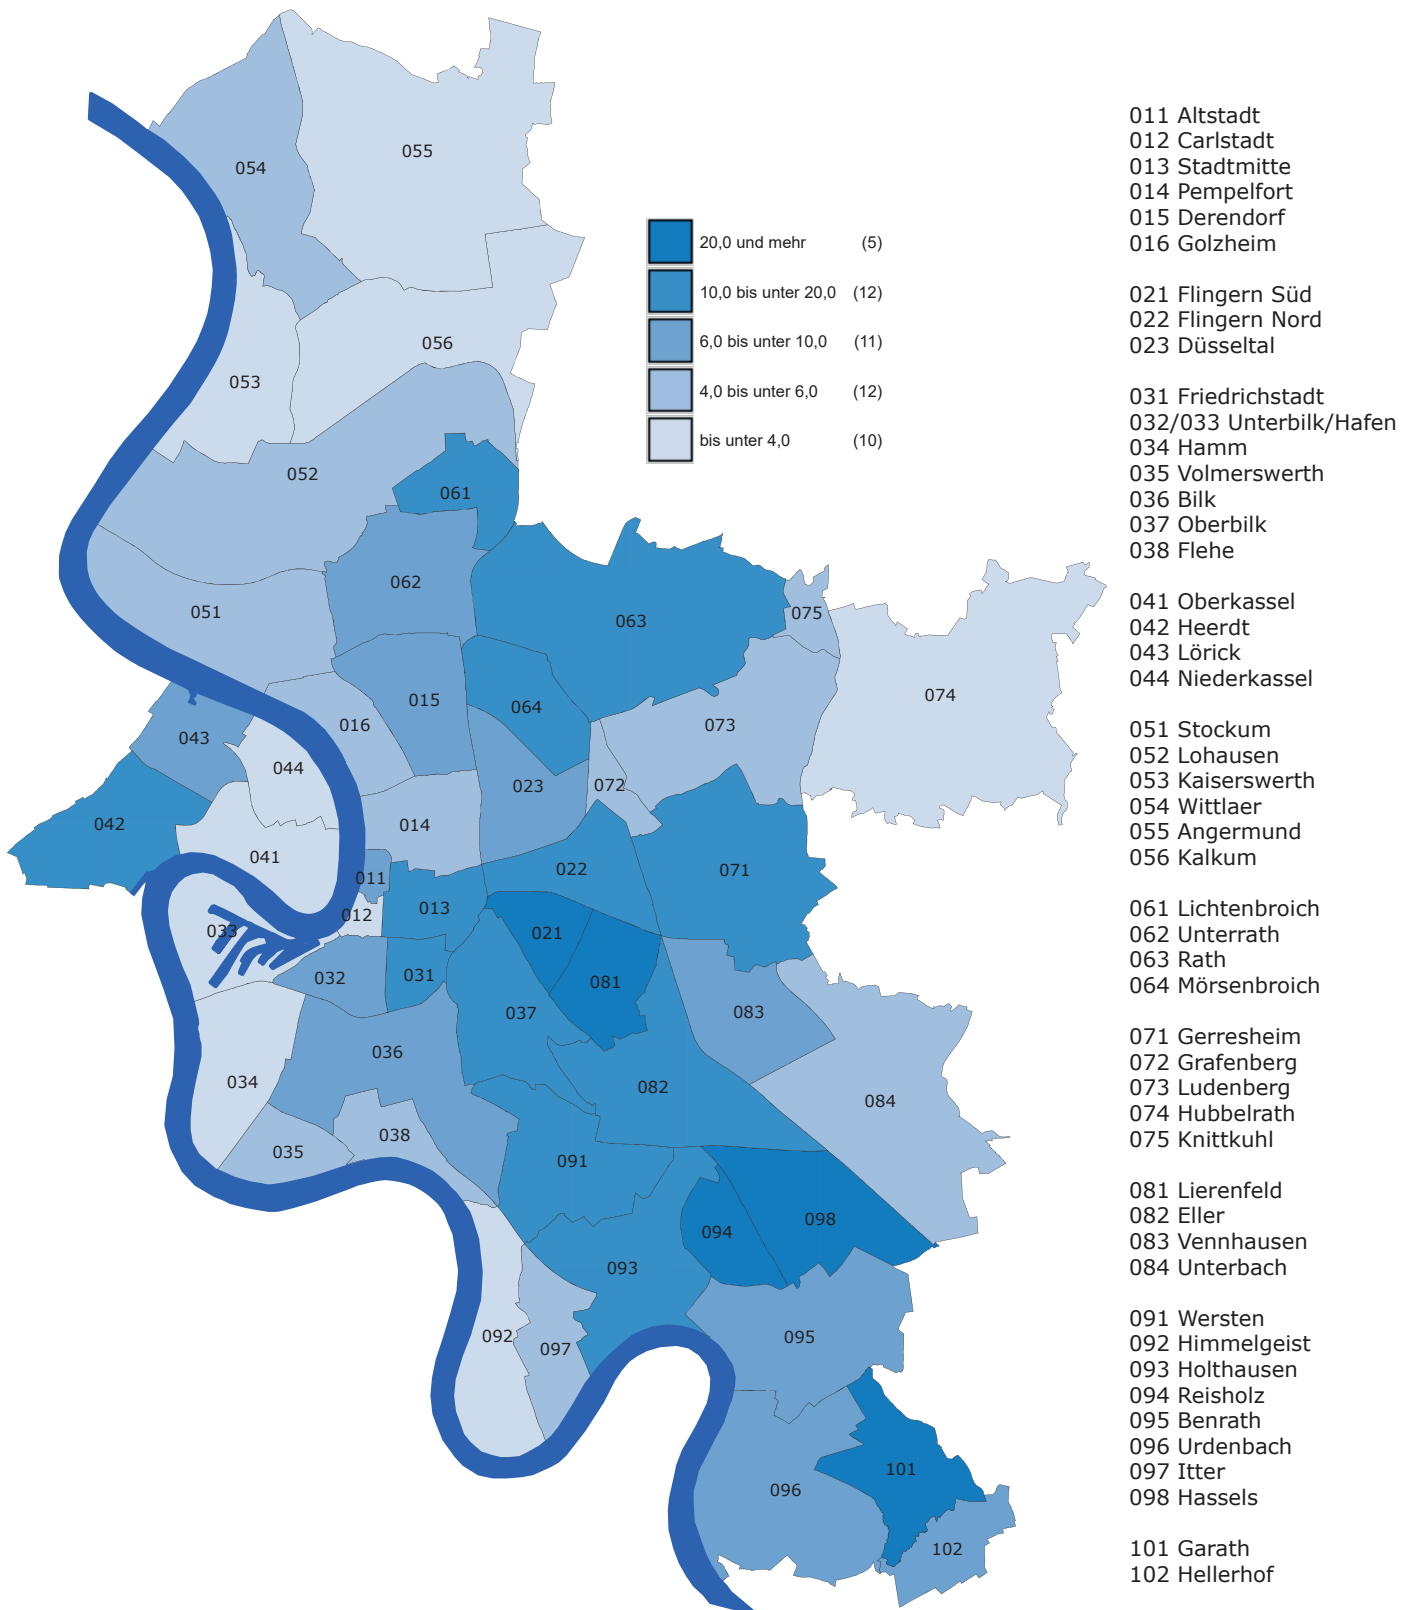 055
054
056
053
052
061
062
051
063
075
074
015
064
016
073
043
044
023
072
042
014
041
022
071
011
013
012
033
021
032
031
081
037
083
036
034
082
084
038
035
091
098
094
093
092
097
095
101
096
102
20,0 und mehr (5)
10,0 bis unter 20,0 (12)
6,0 bis unter 10,0 (11)
4,0 bis unter 6,0 (12)
bis unter 4,0 (10)
011 Altstadt
012 Carlstadt
013 Stadtmitte
014 Pempelfort
015 Derendorf
016 Golzheim
021 Flingern Süd
022 Flingern Nord
023 Düsseltal
031 Friedrichstadt
032/033 Unterbilk/Hafen
034 Hamm
035 Volmerswerth
036 Bilk
037 Oberbilk
038 Flehe
041 Oberkassel
042 Heerdt
043 Lörick
044 Niederkassel
051 Stockum
052 Lohausen
053 Kaiserswerth
054 Wittlaer
055 Angermund
056 Kalkum
061 Lichtenbroich
062 Unterrath
063 Rath
064 Mörsenbroich
071 Gerresheim
072 Grafenberg
073 Ludenberg
074 Hubbelrath
075 Knittkuhl
081 Lierenfeld
082 Eller
083 Vennhausen
084 Unterbach
091 Wersten
092 Himmelgeist
093 Holthausen
094 Reisholz
095 Benrath
096 Urdenbach
097 Itter
098 Hassels
101 Garath
102 Hellerhof